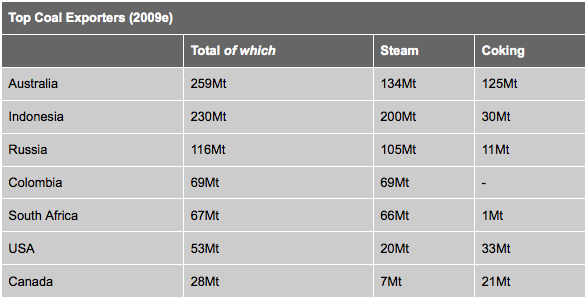 Top Coal Exporters (2009e)
Total of which Steam Coking
Australia 259Mt 134Mt 125Mt
Indonesia 230Mt 200Mt 30Mt
Russia 116Mt 105Mt 11Mt
Colombia 69Mt 69Mt -
South Africa 67Mt 66Mt 1Mt
USA 53Mt 20Mt 33Mt
Canada 28Mt 7Mt 21Mt